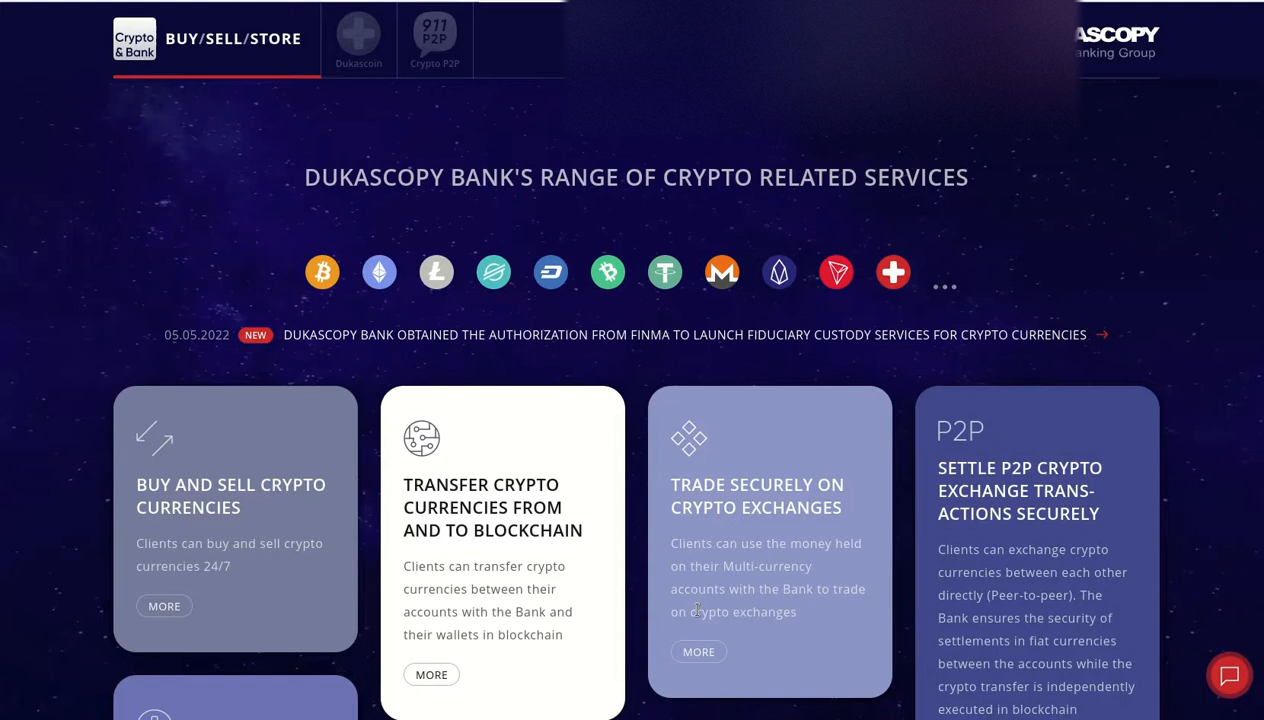 Crypto
& Bank
BUY/SELL/STORE
Dukascoin
911
P2P
Crypto P2P
ASCOPY
anking Group
DUKASCOPY BANK'S RANGE OF CRYPTO RELATED SERVICES
05.05.2022 NEW DUKASCOPY BANK OBTAINED THE AUTHORIZATION FROM FINMA TO LAUNCH FIDUCIARY CUSTODY SERVICES FOR CRYPTO CURRENCIES →
BUY AND SELL CRYPTO
CURRENCIES
Clients can buy and sell crypto
currencies 24/7
MORE
TRANSFER CRYPTO
CURRENCIES FROM
AND TO BLOCKCHAIN
Clients can transfer crypto
currencies between their
accounts with the Bank and
their wallets in blockchain
MORE
TRADE SECURELY ON
CRYPTO EXCHANGES
Clients can use the money held
on their Multi-currency
accounts with the Bank to trade
on crypto exchanges
MORE
P2P
SETTLE P2P CRYPTO
EXCHANGE TRANS-
ACTIONS SECURELY
Clients can exchange crypto
currencies between each other
directly (Peer-to-peer). The
Bank ensures the security of
settlements in fiat currencies
between the accounts while the
crypto transfer is independently
executed in blockchain